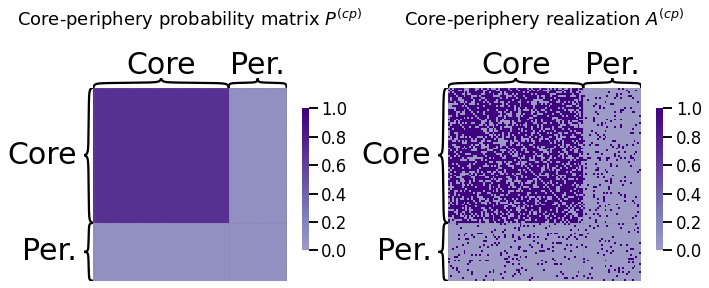 Core-periphery probability matrix $P^{(cp)}$
Core Per.
Core
Per.
1.0
0.8
0.6
0.4
0.2
0.0
Core-periphery realization $A^{(cp)}$
Core Per.
Core
Per.
1.0
0.8
0.6
0.4
0.2
0.0